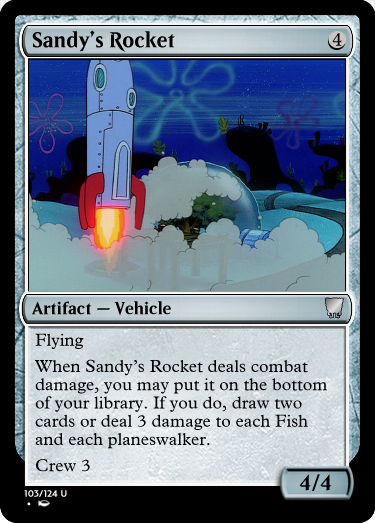 Sandy's Rocket
4
Artifact — Vehicle
Flying
When Sandy's Rocket deals combat
damage, you may put it on the bottom
of your library. If you do, draw two
cards or deal 3 damage to each Fish
and each planeswalker.
Crew 3
4/4
103/124 U